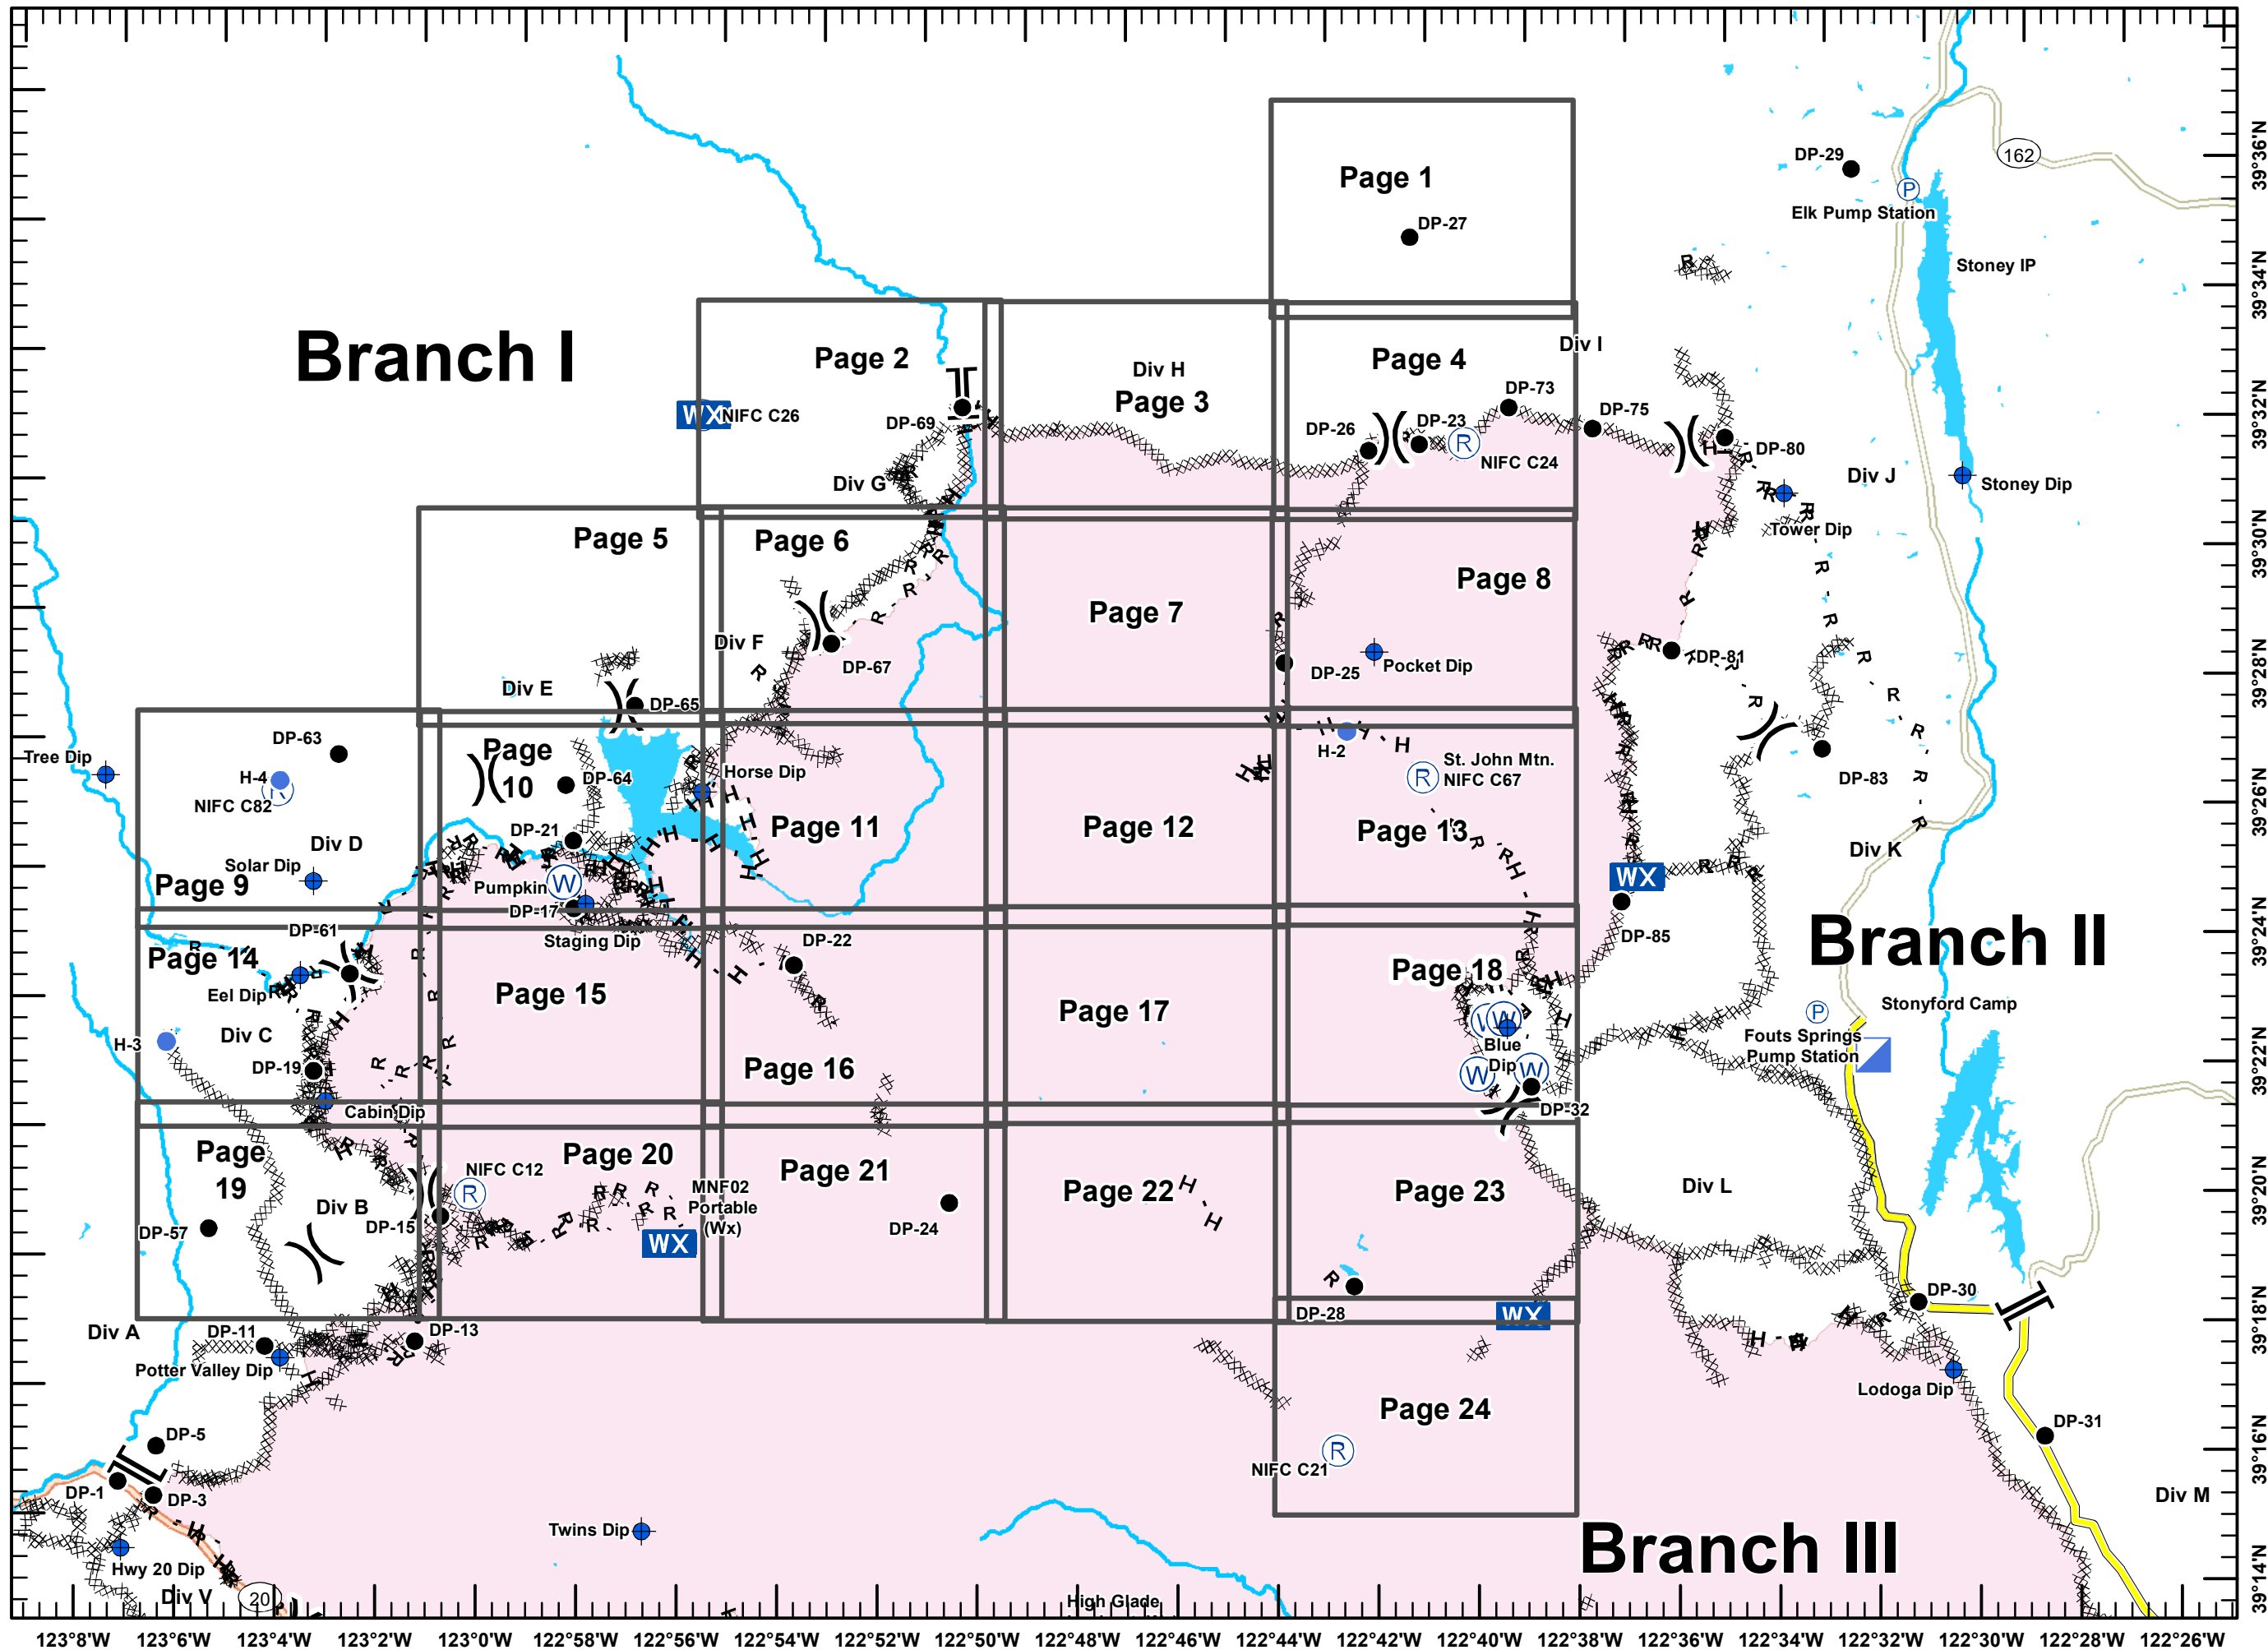 Branch I
Branch II
Branch III
Page 1
DP-27
DP-29
162
P
Elk Pump Station
Stoney IP
Page 2
Div H
Page 3
Page 4
Div I
WX
NIFC C26
DP-69
DP-26
DP-23
DP-73
DP-75
R
NIFC C24
DP-80
Div G
Div J
Stoney Dip
Tower Dip
Page 5
Page 6
Page 7
Page 8
Div F
DP-67
DP-25
Pocket Dip
DP-81
Div E
DP-65
DP-63
Tree Dip
H-4
NIFC C82
Page
10
DP-64
Horse Dip
H-2
St. John Mtn.
NIFC C67
R
DP-83
Div D
DP-21
Page 11
Page 12
Page 13
Div K
Solar Dip
Page 9
Pumpkin
W
WX
DP-17
Staging Dip
DP-85
DP-61
DP-22
Page 14
Eel Dip
Page 15
Page 18
Page 17
Stonyford Camp
P
Fouts Springs
Pump Station
Div C
H-3
DP-19
Page 16
W
W
Blue
Dip
W
W
DP-32
Cabin Dip
Page
19
NIFC C12
R
Page 20
MNF02
Portable
(Wx)
WX
Page 21
DP-24
Page 22
Page 23
Div L
Div B
DP-15
DP-57
DP-28
WX
DP-30
Div A
DP-11
DP-13
Potter Valley Dip
Lodoga Dip
Page 24
DP-31
DP-5
R
NIFC C21
DP-1
DP-3
Div M
Twins Dip
Hwy 20 Dip
Div V
20
High Glade
39°36'N
39°34'N
39°32'N
39°30'N
39°28'N
39°26'N
39°24'N
39°22'N
39°20'N
39°18'N
39°16'N
39°14'N
123°8'W 123°6'W 123°4'W 123°2'W 123°0'W 122°58'W 122°56'W 122°54'W 122°52'W 122°50'W 122°48'W 122°46'W 122°44'W 122°42'W 122°40'W 122°38'W 122°36'W 122°34'W 122°32'W 122°30'W 122°28'W 122°26'W